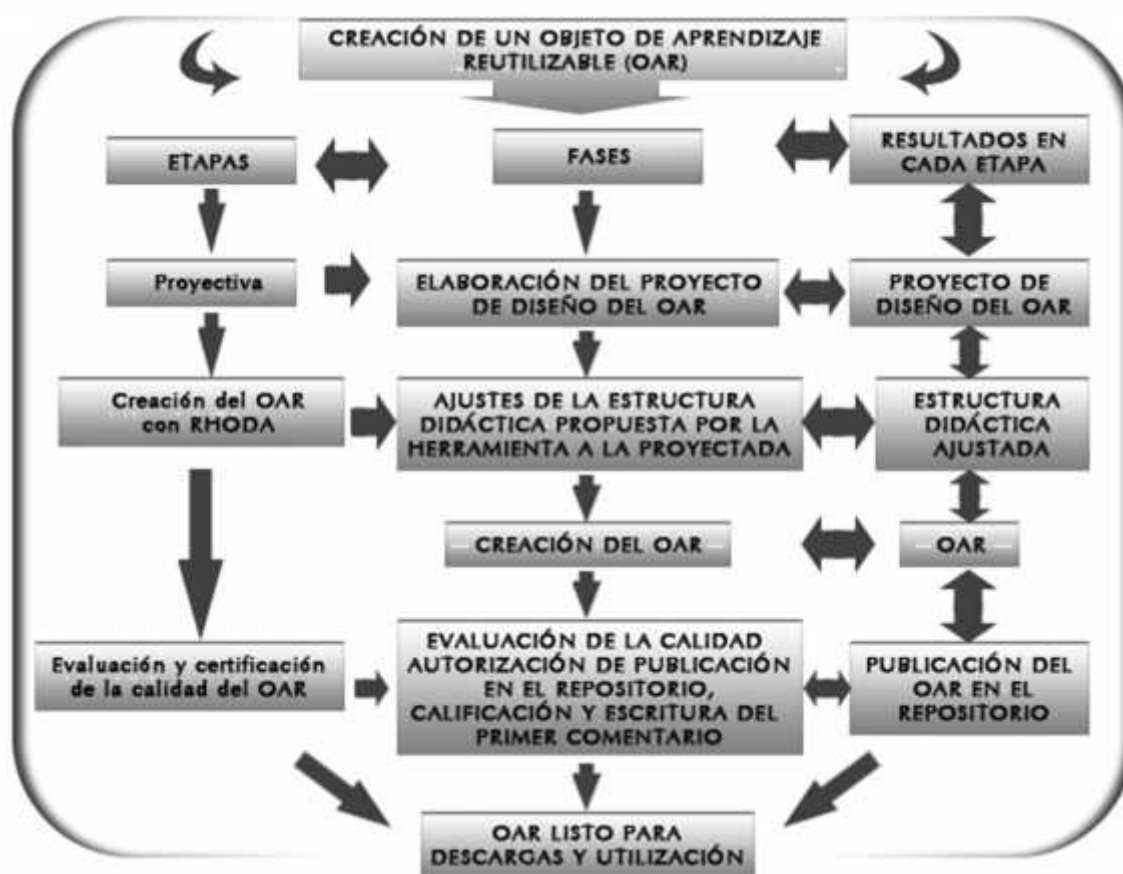 CREACIÓN DE UN OBJETO DE APRENDIZAJE
REUTILIZABLE (OAR)
ETAPAS
FASES
RESULTADOS EN
CADA ETAPA
Proyectiva
ELABORACIÓN DEL PROYECTO
DE DISEÑO DEL OAR
PROYECTO DE
DISEÑO DEL OAR
Creación del OAR
con RHODA
AJUSTES DE LA ESTRUCTURA
DIDÁCTICA PROPUESTA POR LA
HERRAMIENTA A LA PROYECTADA
ESTRUCTURA
DIDÁCTICA
AJUSTADA
CREACIÓN DEL OAR
OAR
Evaluación y certificación
de la calidad del OAR
EVALUACIÓN DE LA CALIDAD
AUTORIZACIÓN DE PUBLICACIÓN
EN EL REPOSITORIO,
CALIFICACIÓN Y ESCRITURA DEL
PRIMER COMENTARIO
PUBLICACIÓN DEL
OAR EN EL
REPOSITORIO
OAR LISTO PARA
DESCARGAS Y UTILIZACIÓN